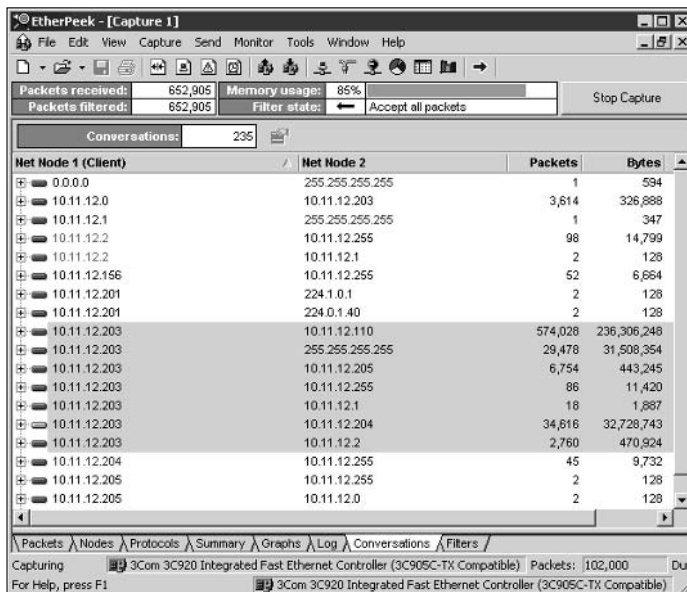 EtherPeek - [Capture 1]
File Edit View Capture Send Monitor Tools Window Help
Packets received: 652,905 Memory usage: 85%
Packets filtered: 652,905 Filter state: Accept all packets
Stop Capture
Conversations: 235
Net Node 1 (Client) Net Node 2 Packets Bytes
0.0.0.0 255.255.255.255 1 594
10.11.12.0 10.11.12.203 3,614 326,888
10.11.12.1 255.255.255.255 1 347
10.11.12.2 10.11.12.255 98 14,799
10.11.12.2 10.11.12.1 2 128
10.11.12.156 10.11.12.255 52 6,664
10.11.12.201 224.1.0.1 2 128
10.11.12.201 224.0.1.40 2 128
10.11.12.203 10.11.12.110 574,028 236,306,248
10.11.12.203 255.255.255.255 29,478 31,508,354
10.11.12.203 10.11.12.205 6,754 443,245
10.11.12.203 10.11.12.255 86 11,420
10.11.12.203 10.11.12.1 18 1,887
10.11.12.203 10.11.12.204 34,616 32,728,743
10.11.12.203 10.11.12.2 2,760 470,924
10.11.12.204 10.11.12.255 45 9,732
10.11.12.205 10.11.12.255 2 128
10.11.12.205 10.11.12.0 2 128
Packets Nodes Protocols Summary Graphs Log Conversations Filters
Capturing 3Com 3C920 Integrated Fast Ethernet Controller (3C905C-TX Compatible) Packets: 102,000 Du
For Help, press F1 3Com 3C920 Integrated Fast Ethernet Controller (3C905C-TX Compatible)